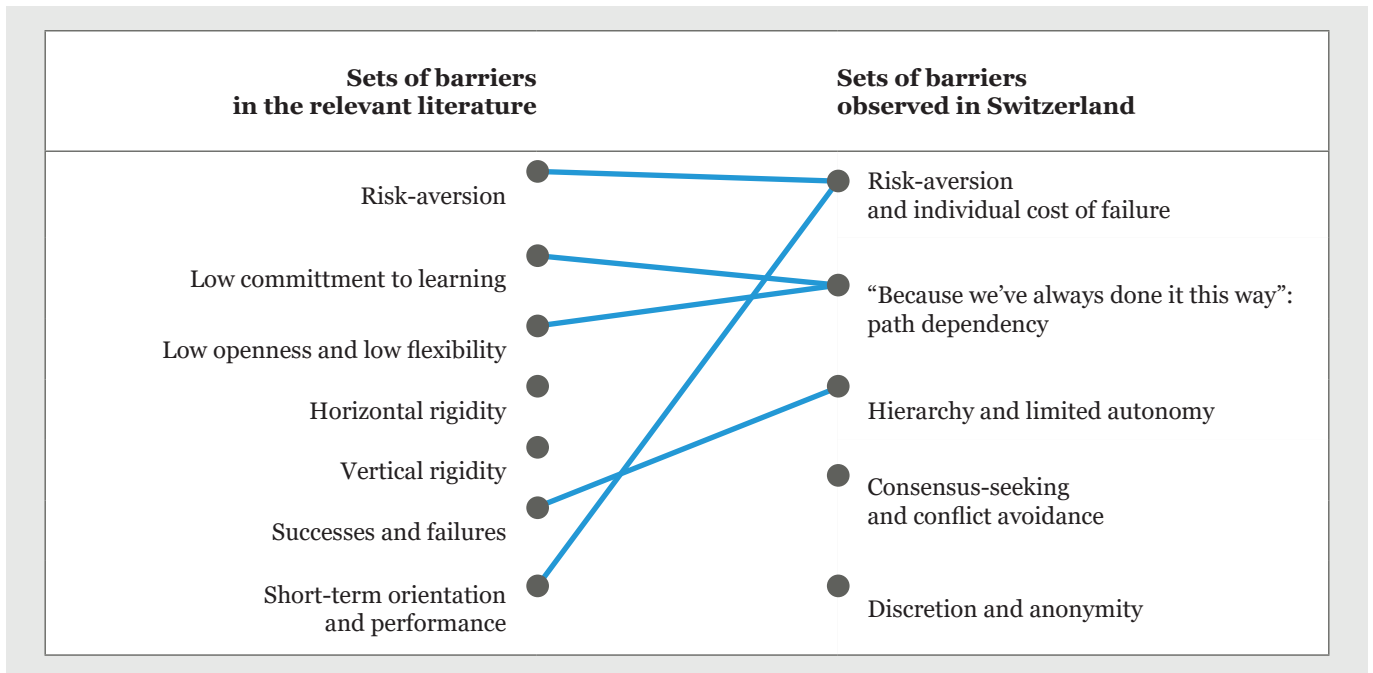 Sets of barriers
in the relevant literature
Sets of barriers
observed in Switzerland
Risk-aversion
Low committment to learning
Low openness and low flexibility
Horizontal rigidity
Vertical rigidity
Successes and failures
Short-term orientation
and performance
Risk-aversion
and individual cost of failure
“Because we’ve always done it this way”:
path dependency
Hierarchy and limited autonomy
Consensus-seeking
and conflict avoidance
Discretion and anonymity